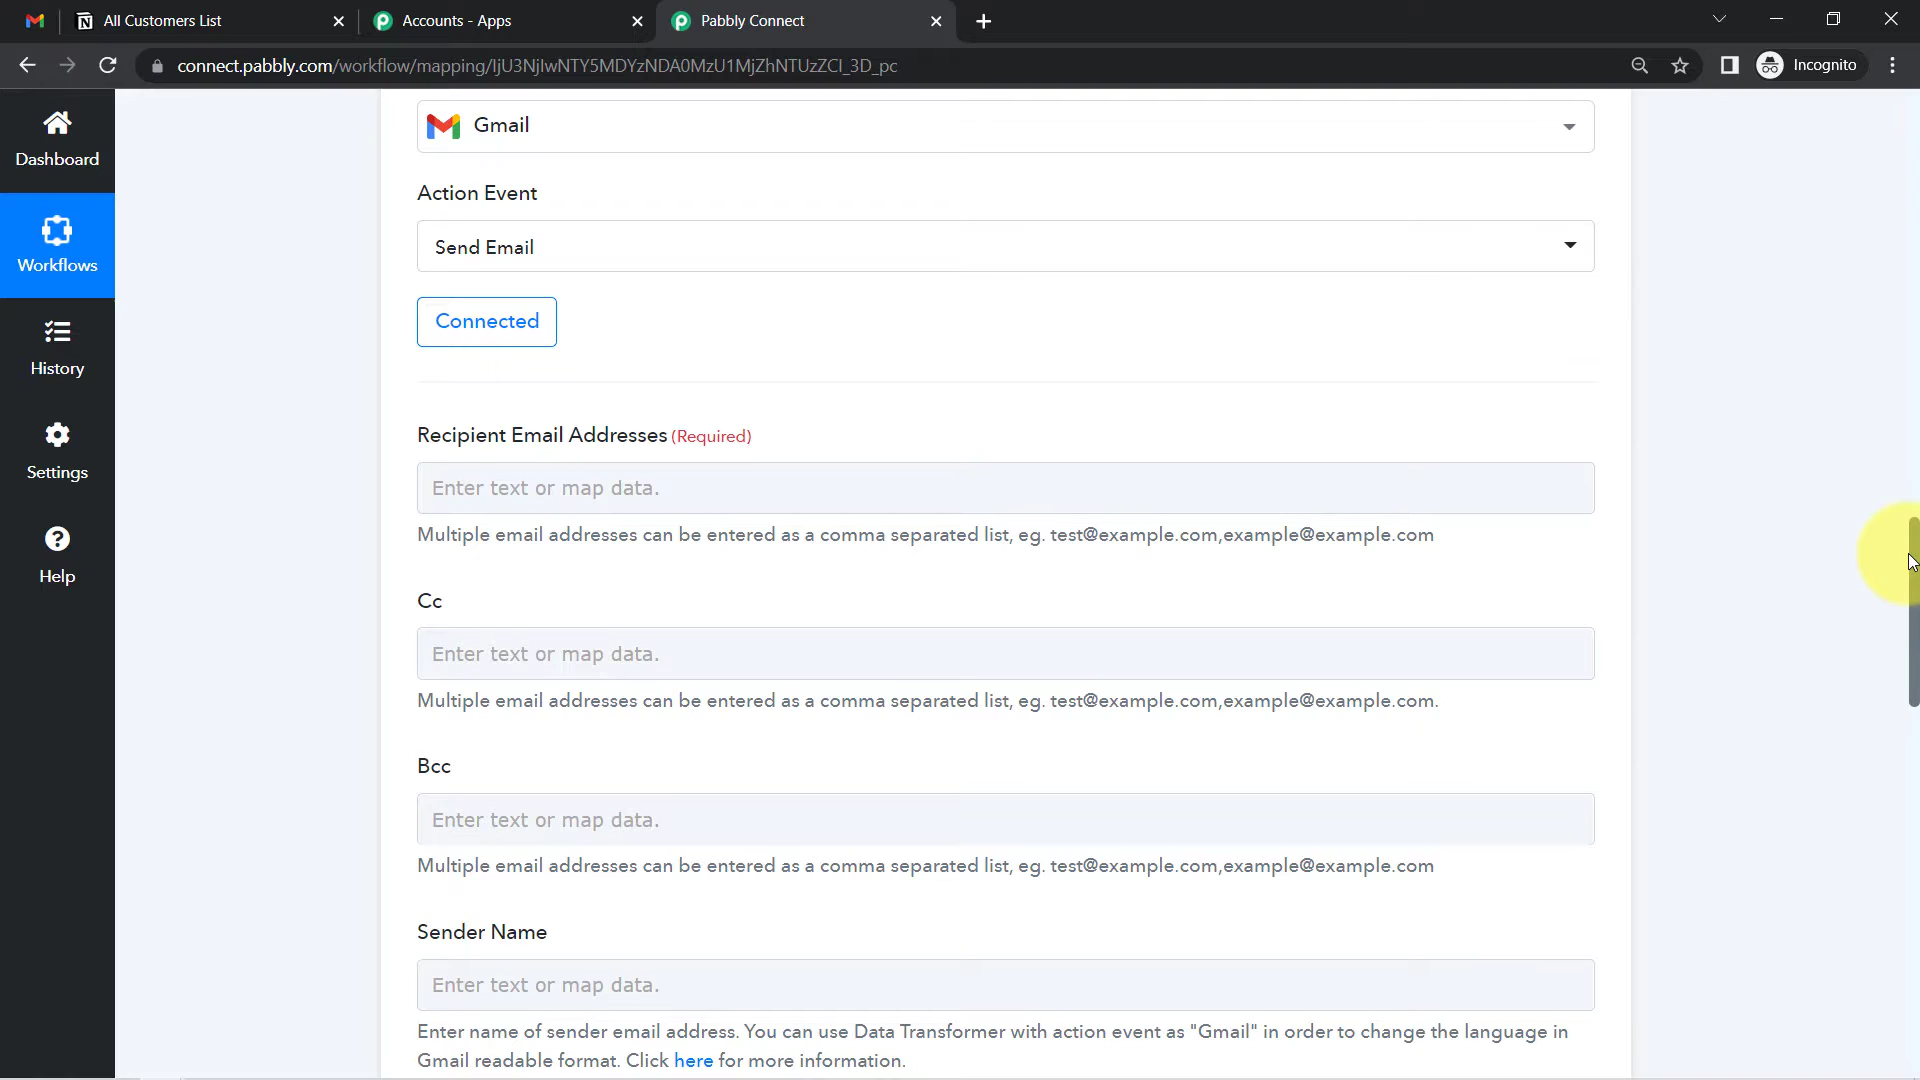 All Customers List
Accounts - Apps
Pabbly Connect
connect.pabbly.com/workflow/mapping/IjU3NjIwNTY5MDYzNDA0MzU1MjZhNTUzZCI_3D_pc
Incognito
Dashboard
Workflows
History
Settings
Help
Gmail
Action Event
Send Email
Connected
Recipient Email Addresses (Required)
Enter text or map data.
Multiple email addresses can be entered as a comma separated list, eg. test@example.com,example@example.com
Cc
Enter text or map data.
Multiple email addresses can be entered as a comma separated list, eg. test@example.com,example@example.com.
Bcc
Enter text or map data.
Multiple email addresses can be entered as a comma separated list, eg. test@example.com,example@example.com
Sender Name
Enter text or map data.
Enter name of sender email address. You can use Data Transformer with action event as "Gmail" in order to change the language in
Gmail readable format. Click here for more information.